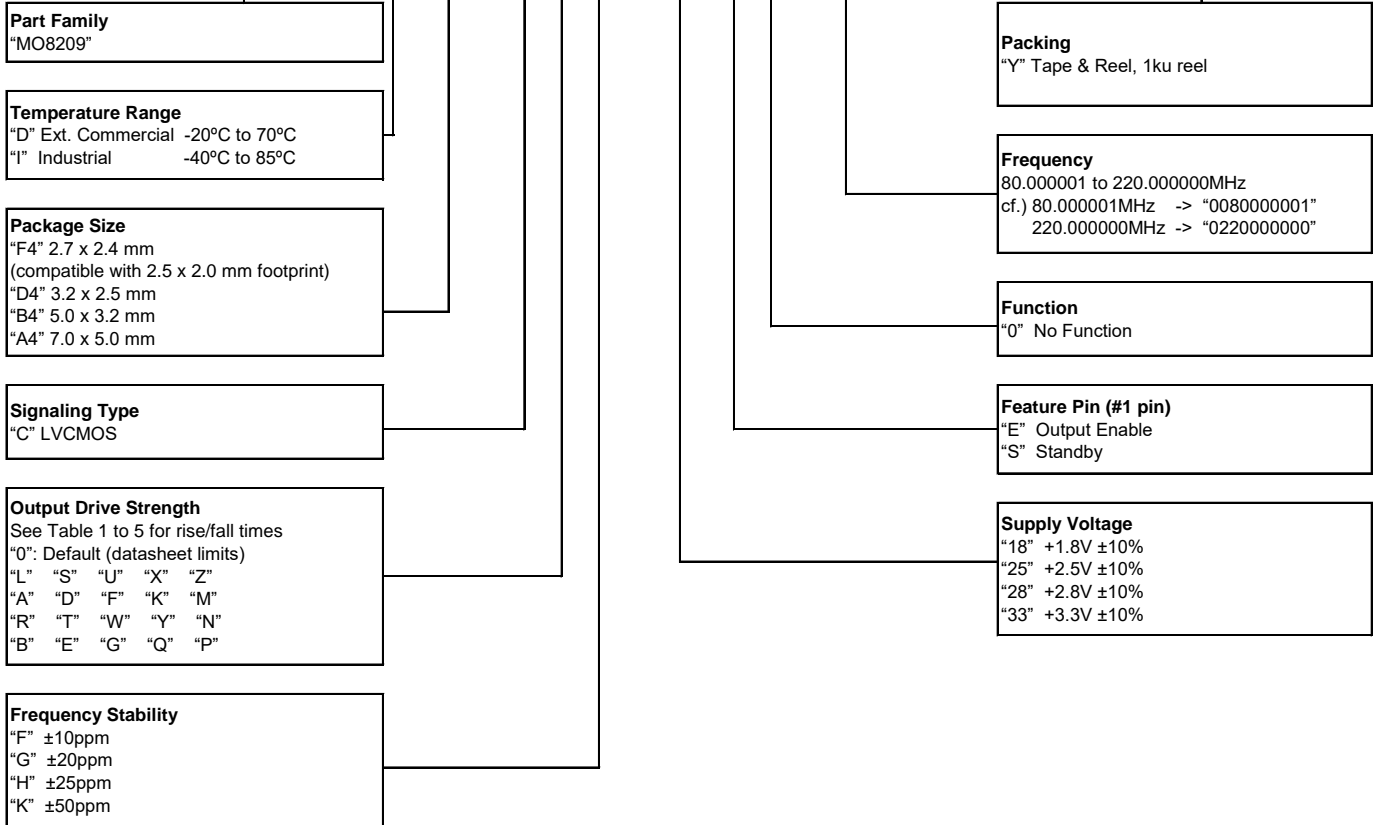 Part Family
“MO8209”
Temperature Range
“D” Ext. Commercial -20ºC to 70ºC
“I” Industrial -40ºC to 85ºC
Package Size
“F4” 2.7 x 2.4 mm
(compatible with 2.5 x 2.0 mm footprint)
“D4” 3.2 x 2.5 mm
“B4” 5.0 x 3.2 mm
“A4” 7.0 x 5.0 mm
Signaling Type
“C” LVCMOS
Output Drive Strength
See Table 1 to 5 for rise/fall times
“0”: Default (datasheet limits)
“L” “S” “U” “X” “Z”
“A” “D” “F” “K” “M”
“R” “T” “W” “Y” “N”
“B” “E” “G” “Q” “P”
Frequency Stability
“F” ±10ppm
“G” ±20ppm
“H” ±25ppm
“K” ±50ppm
Packing
“Y” Tape & Reel, 1ku reel
Frequency
80.000001 to 220.000000MHz
cf.) 80.000001MHz -> “0080000001”
220.000000MHz -> “0220000000”
Function
“0” No Function
Feature Pin (#1 pin)
“E” Output Enable
“S” Standby
Supply Voltage
“18” +1.8V ±10%
“25” +2.5V ±10%
“28” +2.8V ±10%
“33” +3.3V ±10%